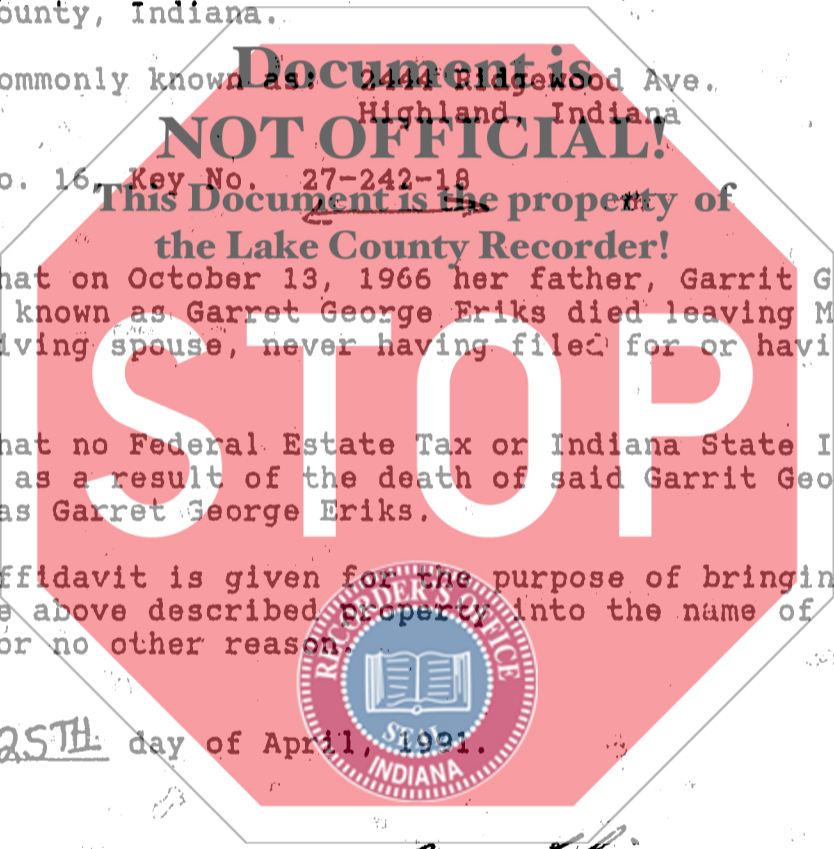 ounty, Indiana.
ommonly known as: 2444 Ridgewood Ave.
Document is
Highland, Indiana
NOT OFFICIAL!
o. 16, Key No. 27-242-18
This Document is the property of
the Lake County Recorder!
hat on October 13, 1966 her father, Garrit G
known as Garret George Eriks died leaving M
iving spouse, never having filed for or havi
STOP
hat no Federal Estate Tax or Indiana State I
as a result of the death of said Garrit Geo
as Garret George Eriks.
ffidavit is given for the purpose of bringin
e above described property into the name of
or no other reason.
RECORDER'S OFFICE
SEAL
INDIANA
25TH day of April, 1991.